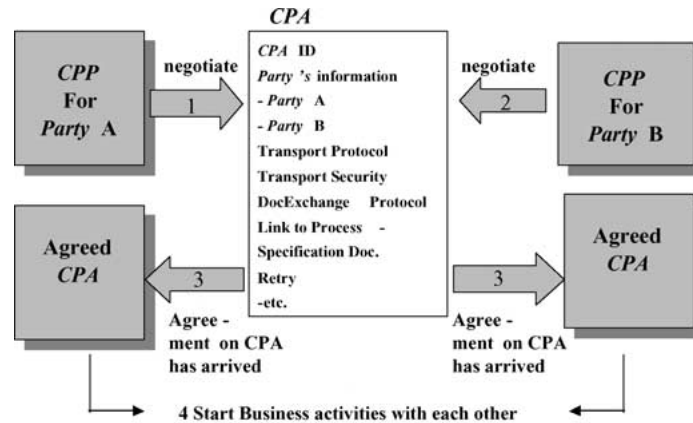 CPA
CPP
For
Party A
negotiate
1
CPA ID
Party 's information
- Party A
- Party B
Transport Protocol
Transport Security
DocExchange Protocol
Link to Process -
Specification Doc.
Retry
-etc.
negotiate
2
CPP
For
Party B
Agreed
CPA
3
Agree -
ment on CPA
has arrived
3
Agree -
ment on CPA
has arrived
Agreed
CPA
4 Start Business activities with each other